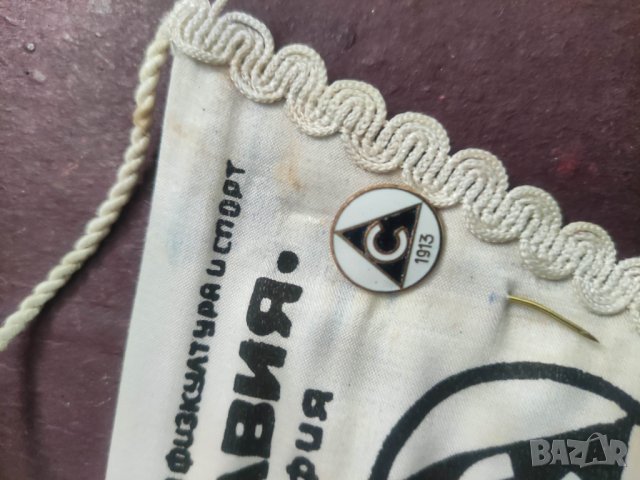 ФИЗКУЛТУРА И СПОРТ
АВИЯ.
ФИЯ
С
1913
BAZAR